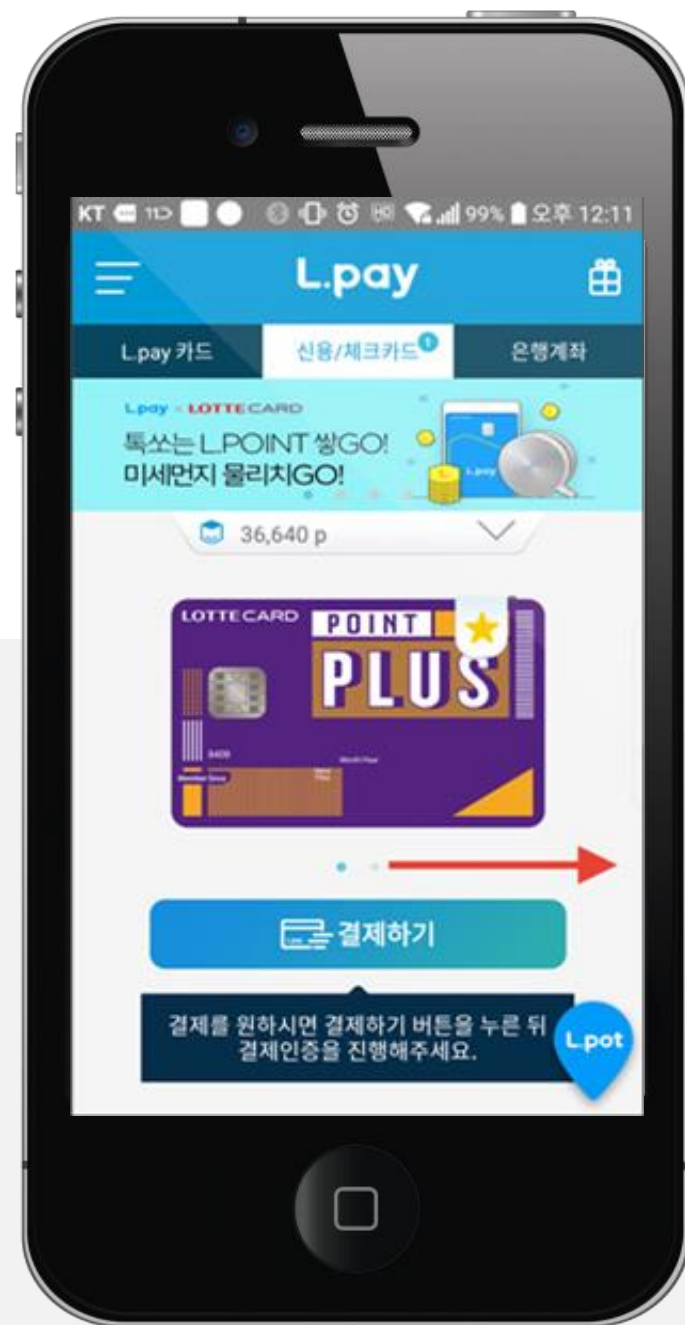 KT 99% 오후 12:11
L.pay
L.pay 카드 신용/체크카드 1 은행계좌
L.pay × LOTTE CARD
톡쏘는 L.POINT 쌓GO!
미세먼지 물리치GO!
L.pay
36,640 p
LOTTE CARD POINT
PLUS
결제하기
결제를 원하시면 결제하기 버튼을 누른 뒤
결제인증을 진행해주세요.
L.pot